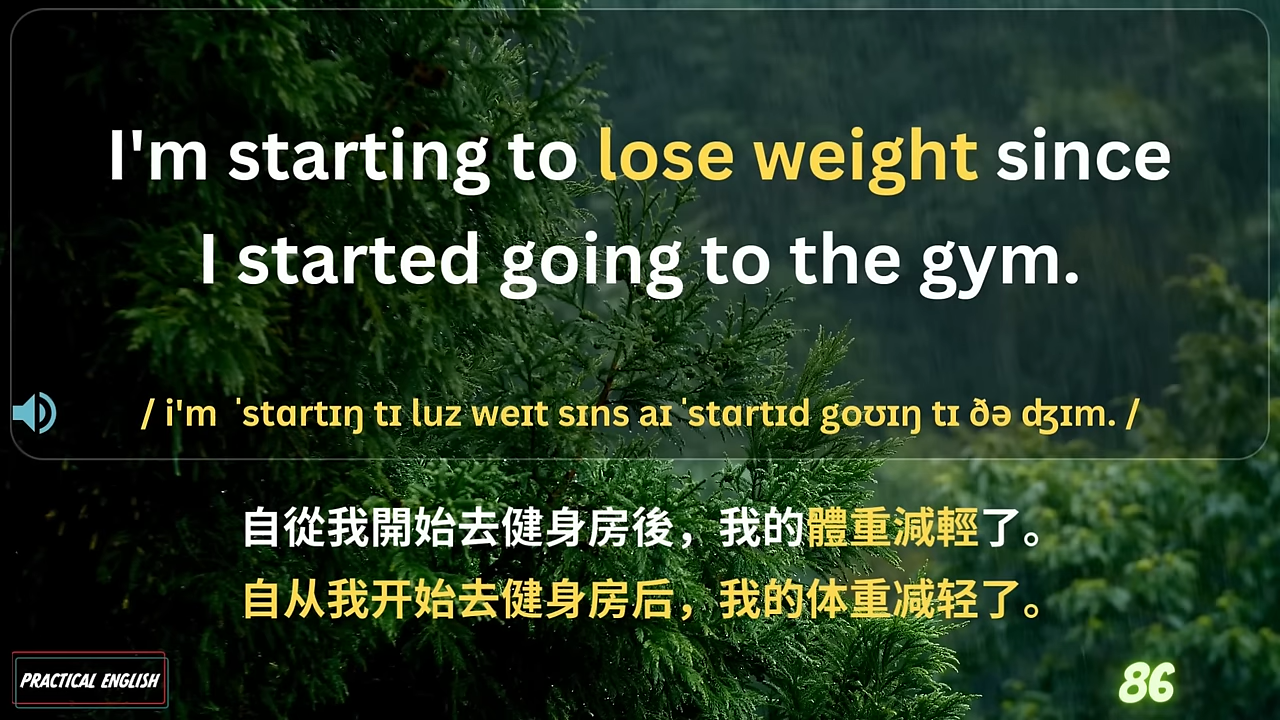 I'm starting to lose weight since
I started going to the gym.
/ i'm ˈstɑrtɪŋ tɪ luz weɪt sɪns aɪ ˈstɑrtɪd goʊɪŋ tɪ ðə ʤɪm. /
自從我開始去健身房後，我的體重減輕了。
自从我开始去健身房后，我的体重减轻了。
PRACTICAL ENGLISH
86